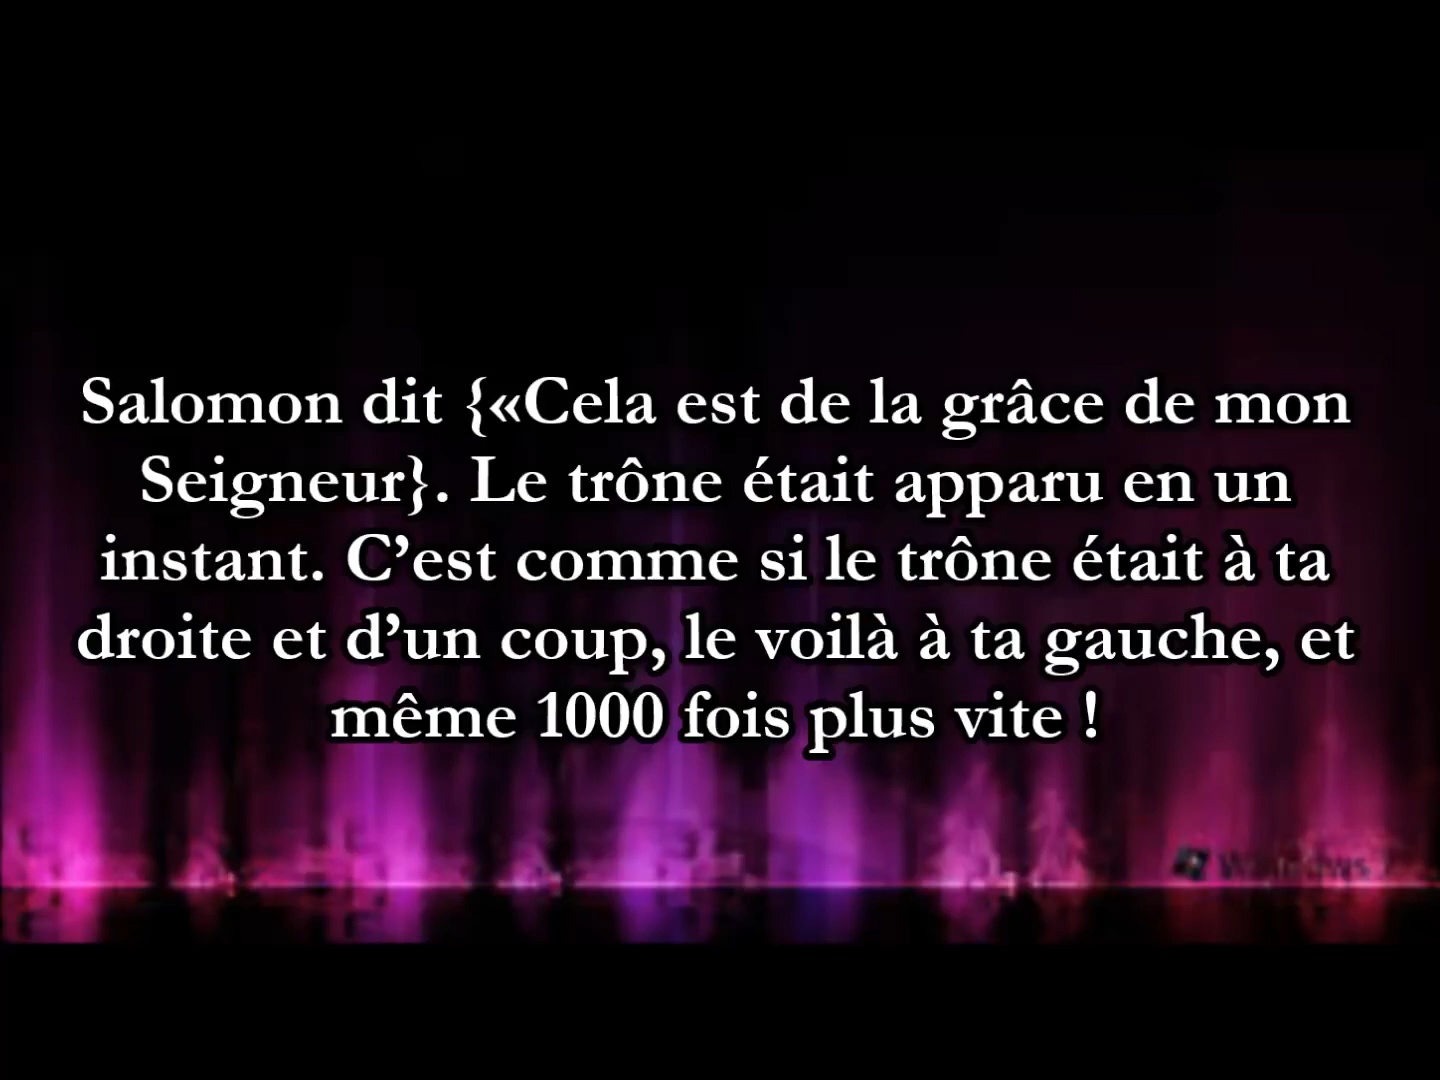 Salomon dit {«Cela est de la grâce de mon
Seigneur}. Le trône était apparu en un
instant. C’est comme si le trône était à ta
droite et d’un coup, le voilà à ta gauche, et
même 1000 fois plus vite !